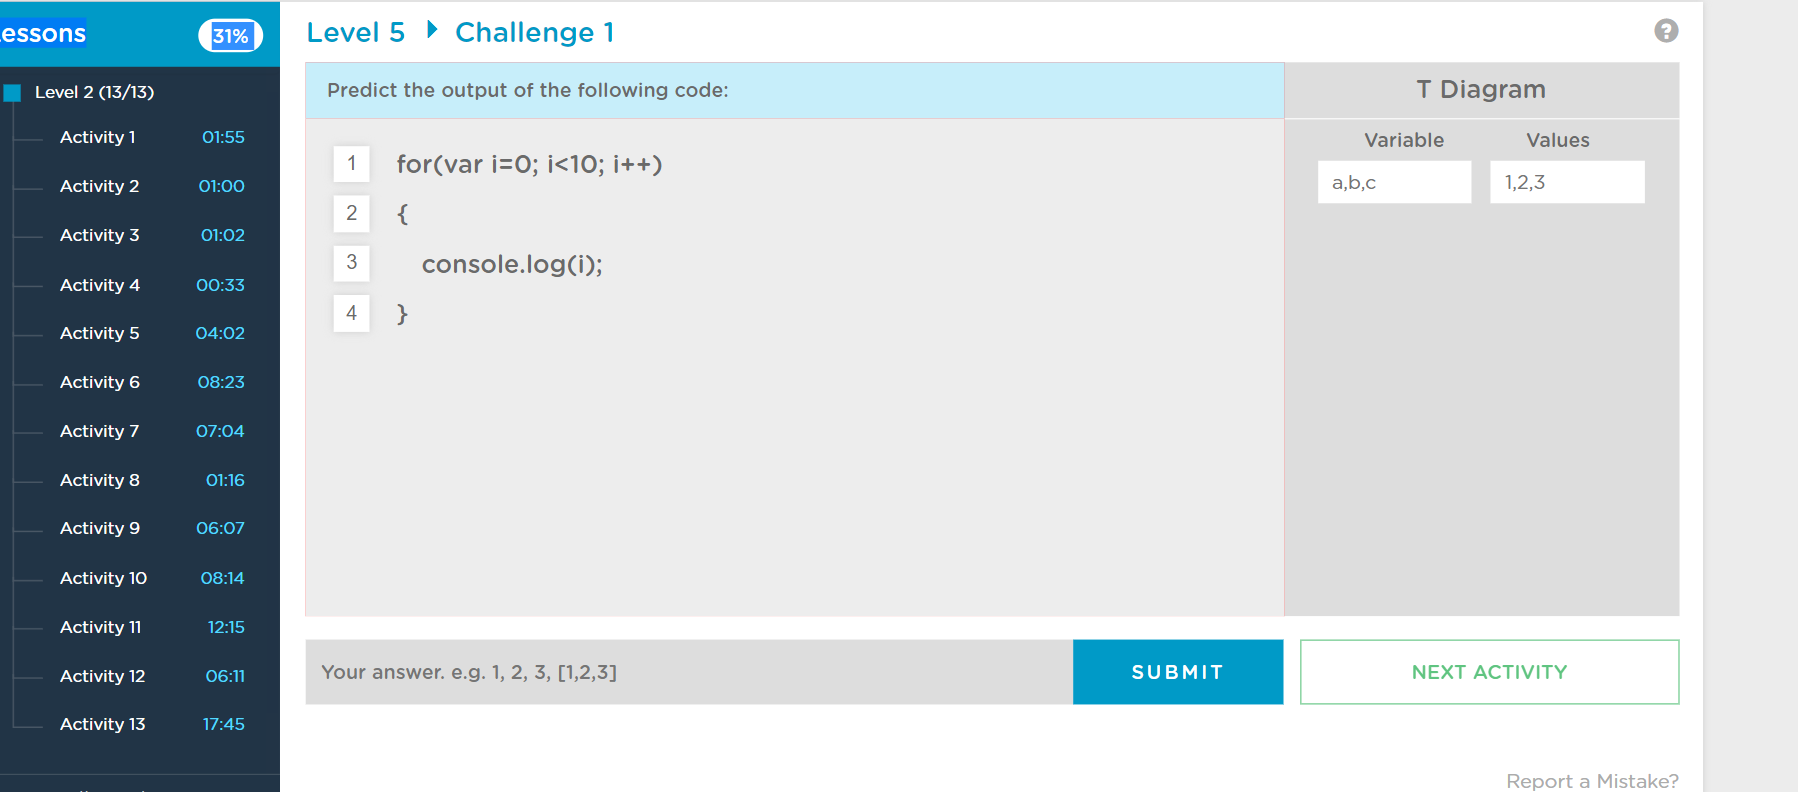 essons 31%
Level 2 (13/13)
Activity 1 01:55
Activity 2 01:00
Activity 3 01:02
Activity 4 00:33
Activity 5 04:02
Activity 6 08:23
Activity 7 07:04
Activity 8 01:16
Activity 9 06:07
Activity 10 08:14
Activity 11 12:15
Activity 12 06:11
Activity 13 17:45
Level 5 Challenge 1
?
Predict the output of the following code:
1 for(var i=0; i<10; i++)
2 {
3 console.log(i);
4 }
T Diagram
Variable Values
a,b,c 1,2,3
Your answer. e.g. 1, 2, 3, [1,2,3]
SUBMIT
NEXT ACTIVITY
Report a Mistake?